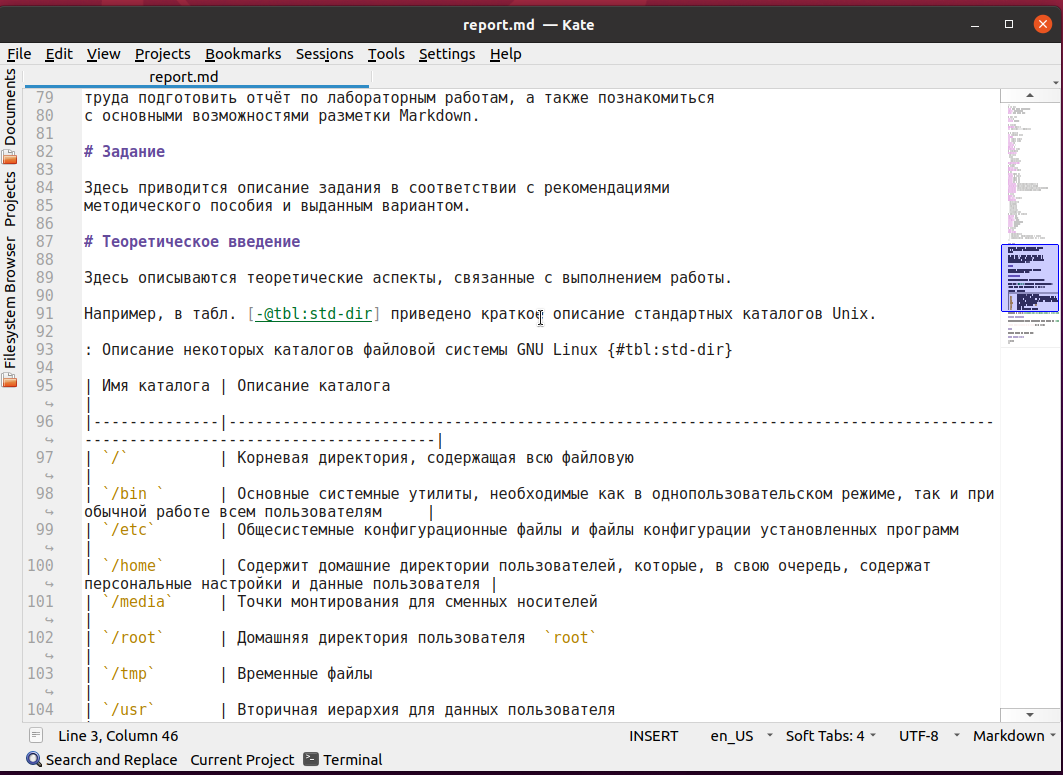 report.md — Kate
File Edit View Projects Bookmarks Sessions Tools Settings Help
report.md
Documents
Projects
Filesystem Browser
79 труда подготовить отчёт по лабораторным работам, а также познакомиться
80 с основными возможностями разметки Markdown.
81
82 # Задание
83
84 Здесь приводится описание задания в соответствии с рекомендациями
85 методического пособия и выданным вариантом.
86
87 # Теоретическое введение
88
89 Здесь описываются теоретические аспекты, связанные с выполнением работы.
90
91 Например, в табл. [-@tbl:std-dir] приведено краткое описание стандартных каталогов Unix.
92
93 : Описание некоторых каталогов файловой системы GNU Linux {#tbl:std-dir}
94
95 | Имя каталога | Описание каталога
|
96 |--------------|-------------------------------------------------------------------------------------
---------------------------------------|
97 | `/` | Корневая директория, содержащая всю файловую
|
98 | `/bin ` | Основные системные утилиты, необходимые как в однопользовательском режиме, так и при
обычной работе всем пользователям |
99 | `/etc` | Общесистемные конфигурационные файлы и файлы конфигурации установленных программ
|
100 | `/home` | Содержит домашние директории пользователей, которые, в свою очередь, содержат
персональные настройки и данные пользователя |
101 | `/media` | Точки монтирования для сменных носителей
|
102 | `/root` | Домашняя директория пользователя `root`
|
103 | `/tmp` | Временные файлы
|
104 | `/usr` | Вторичная иерархия для данных пользователя
Line 3, Column 46 INSERT en_US Soft Tabs: 4 UTF-8 Markdown
Search and Replace Current Project Terminal